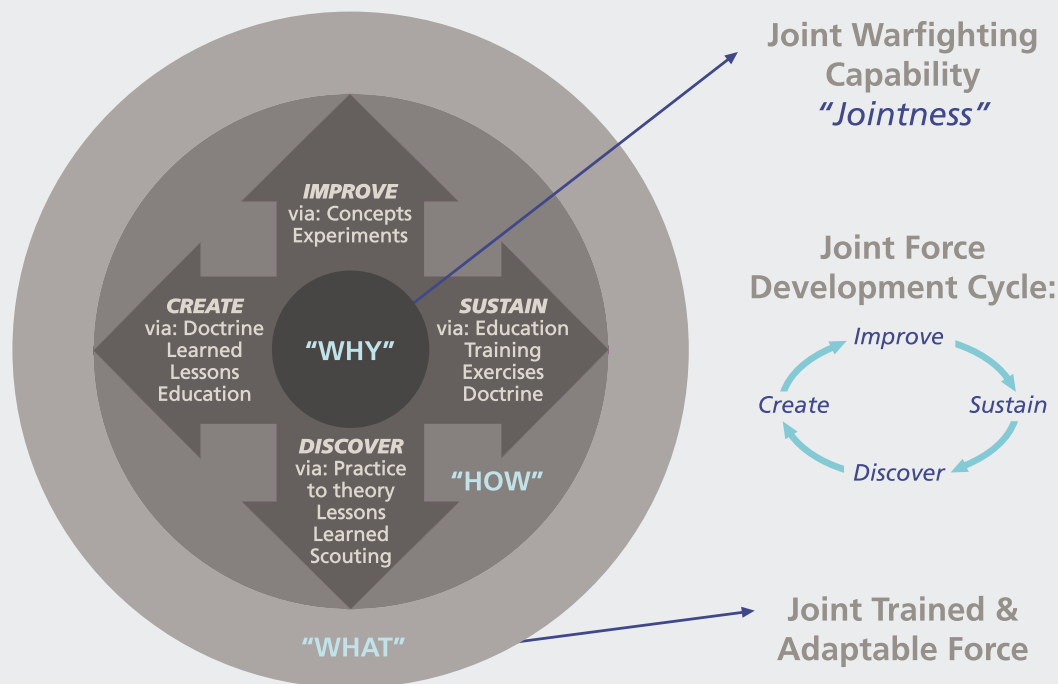 IMPROVE
via: Concepts
Experiments
CREATE
via: Doctrine
Learned
Lessons
Education
“WHY”
SUSTAIN
via: Education
Training
Exercises
Doctrine
DISCOVER
via: Practice
to theory
Lessons
Learned
Scouting
“HOW”
“WHAT”
Joint Warfighting
Capability
“Jointness”
Joint Force
Development Cycle:
Improve
Create
Sustain
Discover
Joint Trained &
Adaptable Force